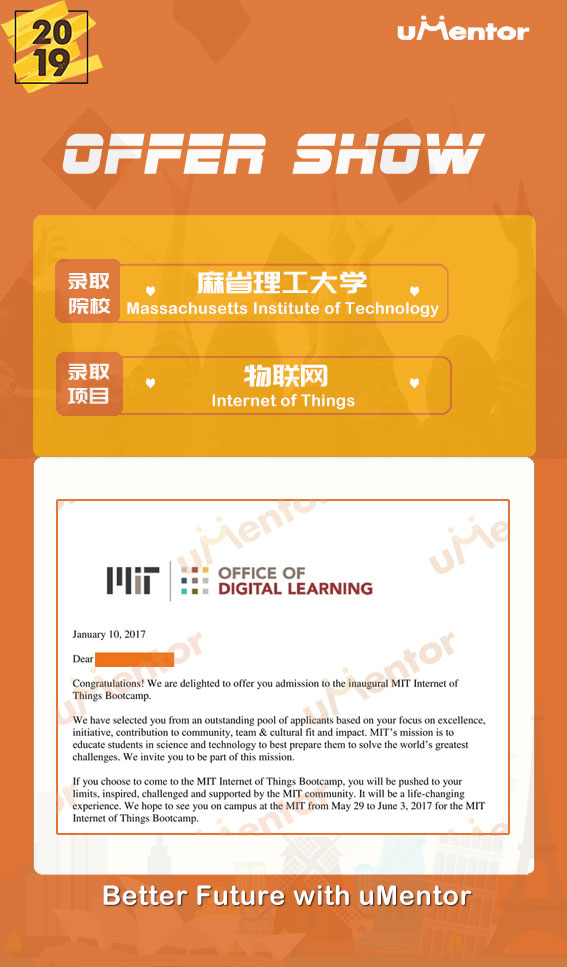 2019
uMentor
OFFER SHOW
录取
院校
麻省理工大学
Massachusetts Institute of Technology
录取
项目
物联网
Internet of Things
MIT
OFFICE OF
DIGITAL LEARNING
January 10, 2017
Dear
Congratulations! We are delighted to offer you admission to the inaugural MIT Internet of
Things Bootcamp.
We have selected you from an outstanding pool of applicants based on your focus on excellence,
initiative, contribution to community, team & cultural fit and impact. MIT's mission is to
educate students in science and technology to best prepare them to solve the world's greatest
challenges. We invite you to be part of this mission.
If you choose to come to the MIT Internet of Things Bootcamp, you will be pushed to your
limits, inspired, challenged and supported by the MIT community. It will be a life-changing
experience. We hope to see you on campus at the MIT from May 29 to June 3, 2017 for the MIT
Internet of Things Bootcamp.
uMentor
uMentor
uMentor
uMentor
Better Future with uMentor